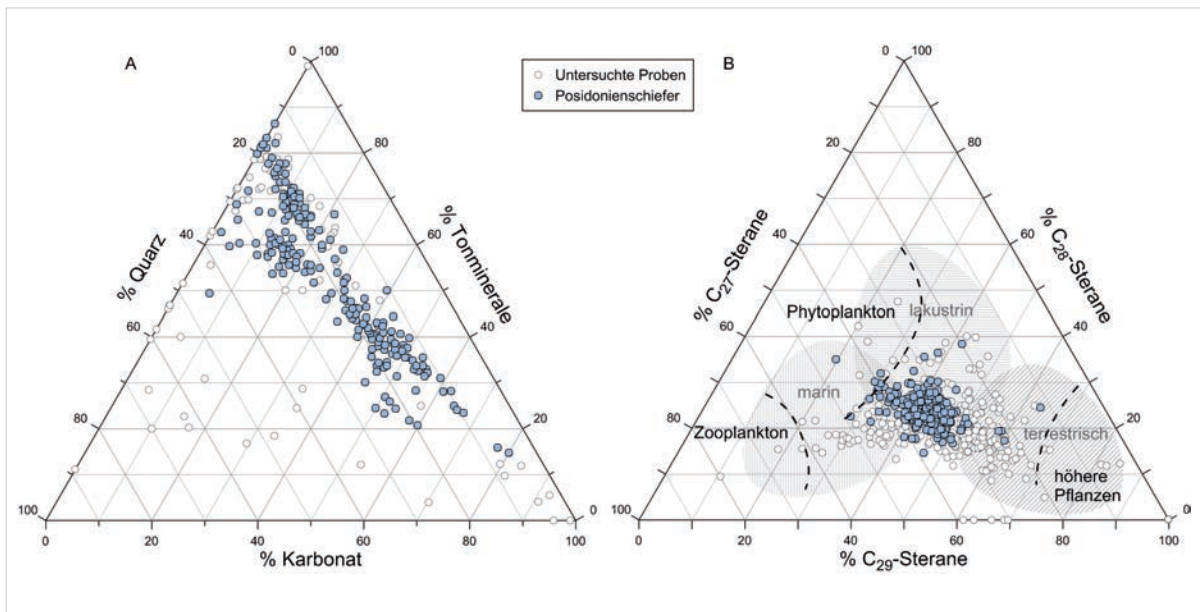 A
B
Untersuchte Proben
Posidonienschiefer
0
100
20
80
40
60
60
40
80
20
100
0
0
20
40
60
80
100
% Quarz
% Tonminerale
% Karbonat
0
100
20
80
40
60
60
40
80
20
100
00
0
20
40
60
80
100
% C27-Sterane
% C28-Sterane
% C29-Sterane
Phytoplankton
lakustrin
marin
Zooplankton
terrestrisch
höhere
Pflanzen